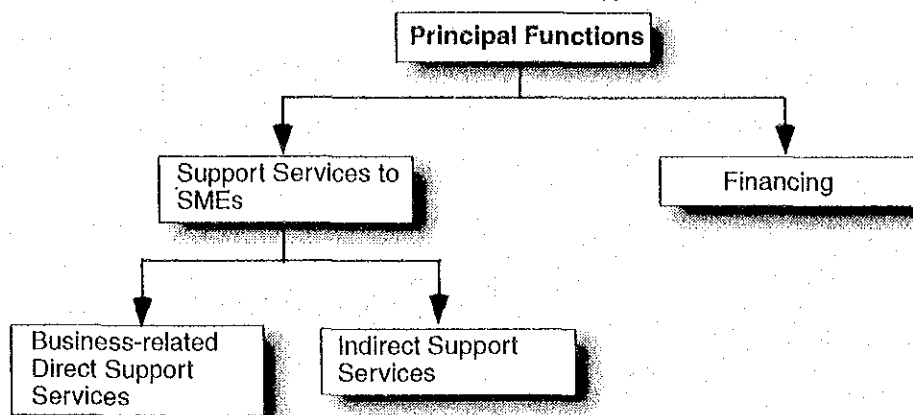 Principal Functions
Support Services to
SMEs
Financing
Business-related
Direct Support
Services
Indirect Support
Services